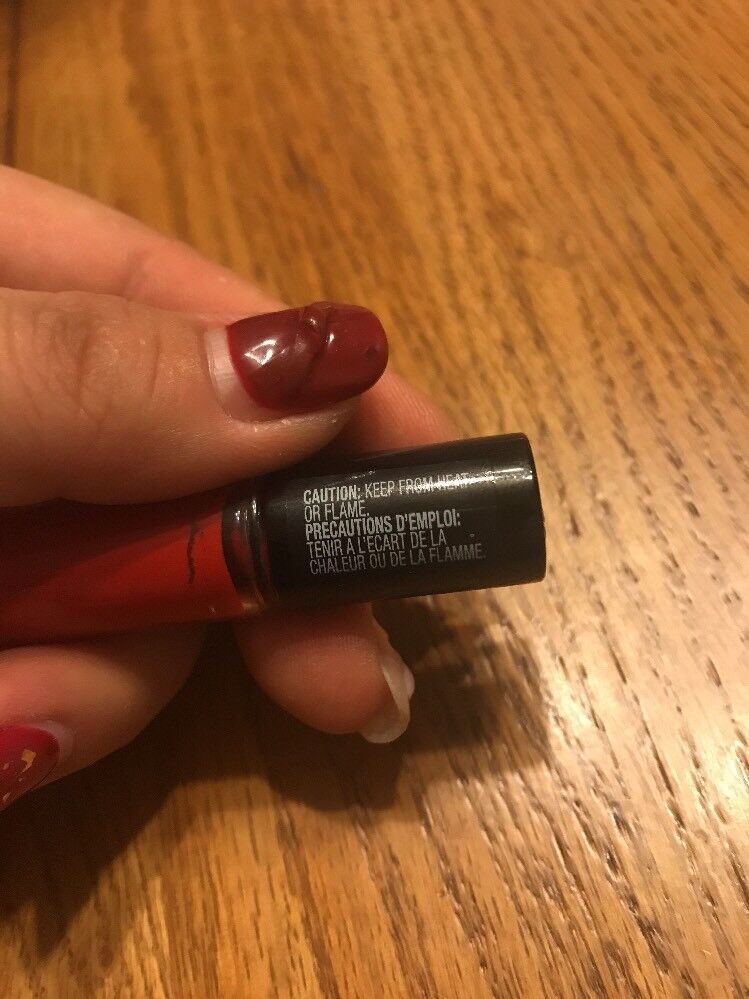 CAUTION: KEEP FROM HEAT
OR FLAME.
PRECAUTIONS D'EMPLOI:
TENIR A L'ECART DE LA
CHALEUR OU DE LA FLAMME.